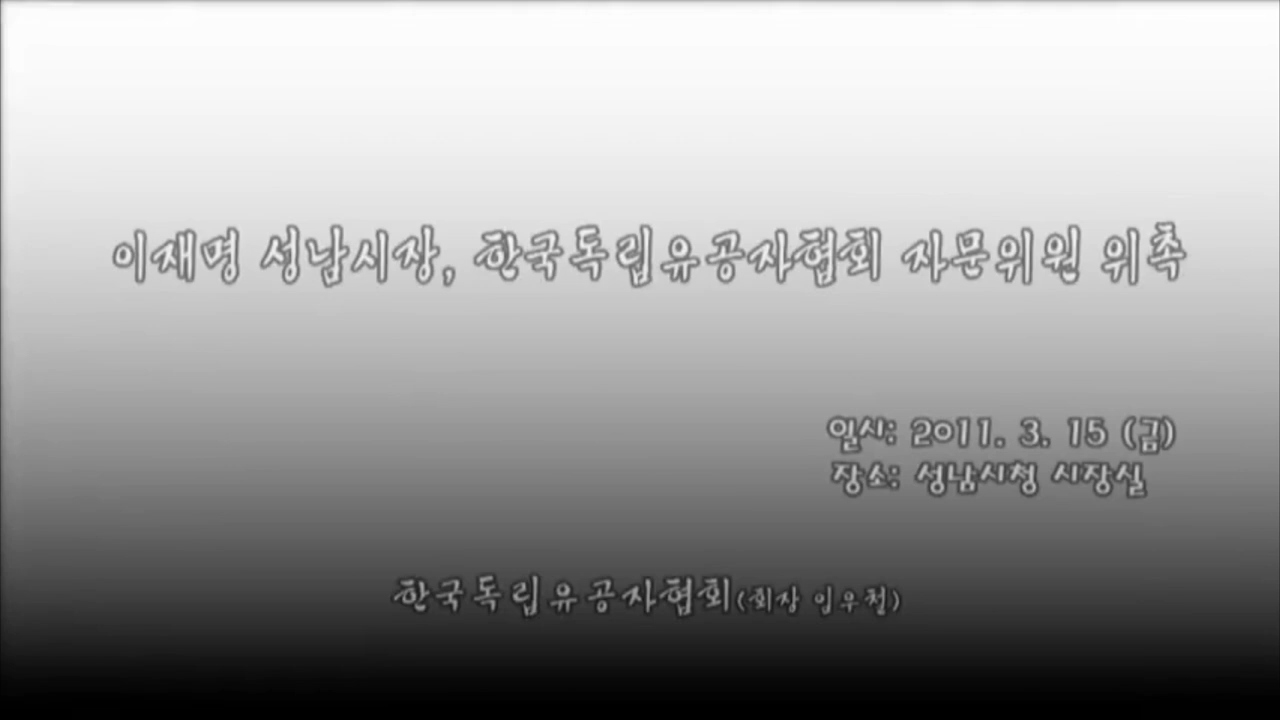 이재명 성남시장, 한국독립유공자협회 자문위원 위촉
일시: 2011. 3. 15 (금)
장소: 성남시청 시장실
한국독립유공자협회(회장 임우철)